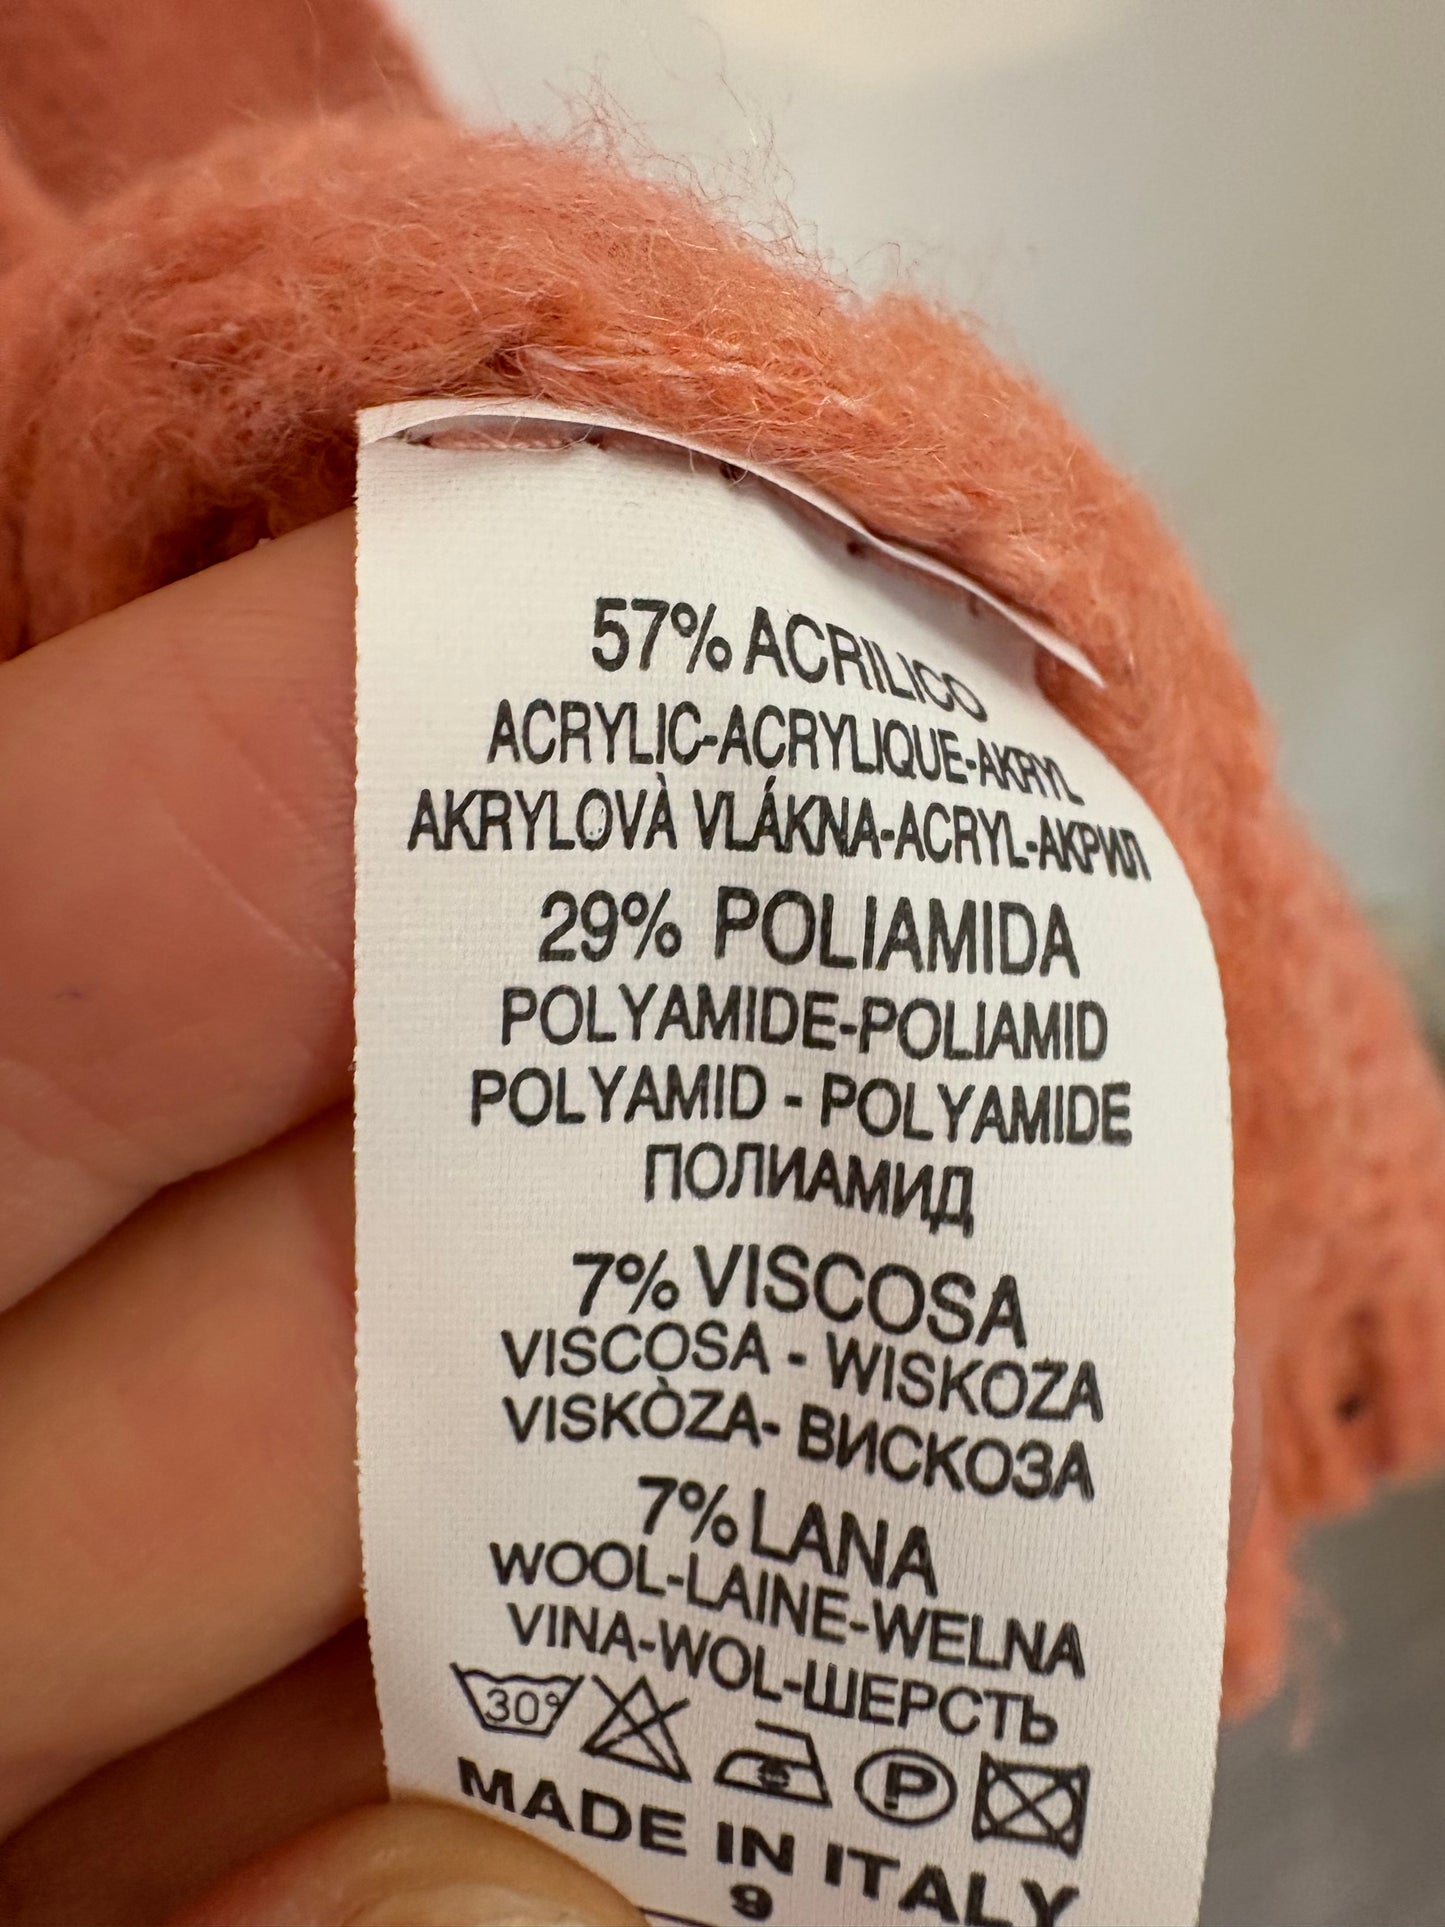 57% ACRILICO
ACRYLIC-ACRYLIQUE-AKRYL
AKRYLOVÀ VLÁKNA-ACRYL-АКРИЛ
29% POLIAMIDA
POLYAMIDE-POLIAMID
POLYAMID - POLYAMIDE
ПОЛИАМИД
7% VISCOSA
VISCOSA - WISKOZA
VISKÒZA- ВИСКОЗА
7% LANA
WOOL-LAINE-WELNA
VINA-WOL-ШЕРСТЬ
30° P
MADE IN ITALY
9